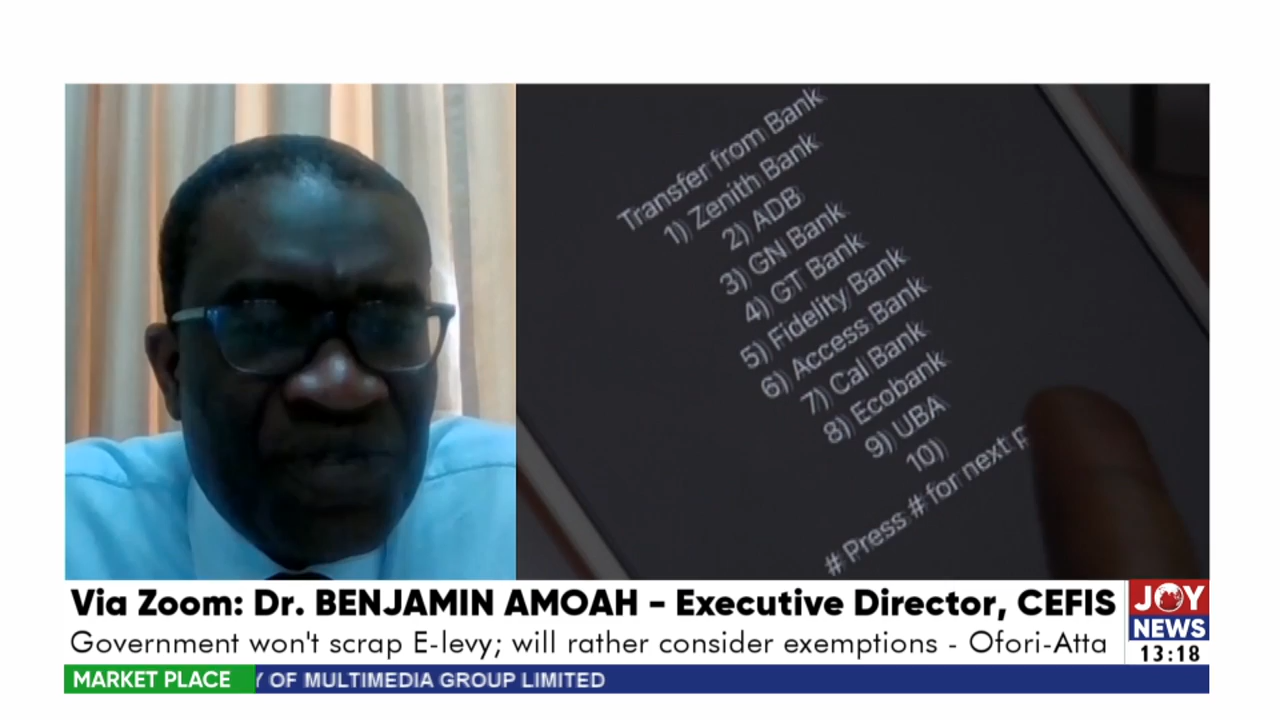 Transfer from Bank
1) Zenith Bank
2) ADB
3) GN Bank
4) GT Bank
5) Fidelity Bank
6) Access Bank
7) Cal Bank
8) Ecobank
9) UBA
10)
# Press # for next
Via Zoom: Dr. BENJAMIN AMOAH - Executive Director, CEFIS
Government won't scrap E-levy; will rather consider exemptions - Ofori-Atta
JOY
NEWS
13:18
MARKET PLACE
OF MULTIMEDIA GROUP LIMITED